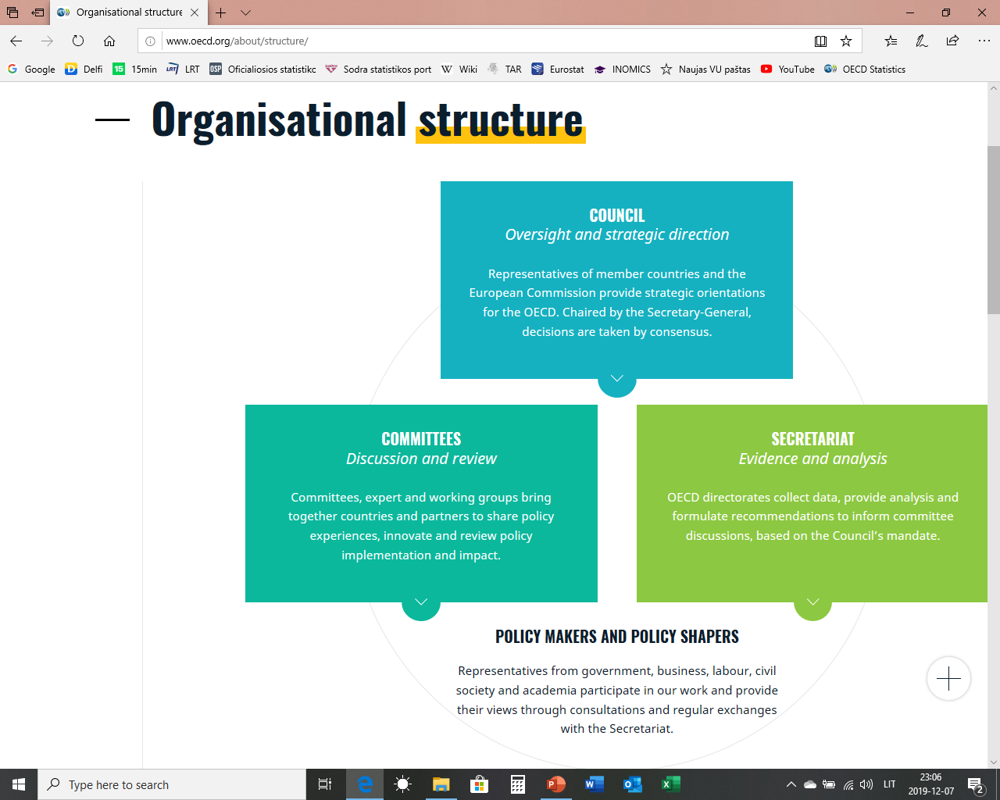 Organisational structure
www.oecd.org/about/structure/
Google Delfi 15 15min LRT LRT OSP Oficialiosios statistikc Sodra statistikos port W Wiki TAR Eurostat INOMICS Naujas VU paštas YouTube OECD Statistics
Organisational structure
COUNCIL
Oversight and strategic direction
Representatives of member countries and the
European Commission provide strategic orientations
for the OECD. Chaired by the Secretary-General,
decisions are taken by consensus.
COMMITTEES
Discussion and review
Committees, expert and working groups bring
together countries and partners to share policy
experiences, innovate and review policy
implementation and impact.
SECRETARIAT
Evidence and analysis
OECD directorates collect data, provide analysis and
formulate recommendations to inform committee
discussions, based on the Council's mandate.
POLICY MAKERS AND POLICY SHAPERS
Representatives from government, business, labour, civil
society and academia participate in our work and provide
their views through consultations and regular exchanges
with the Secretariat.
Type here to search
LIT
23:06
2019-12-07
2